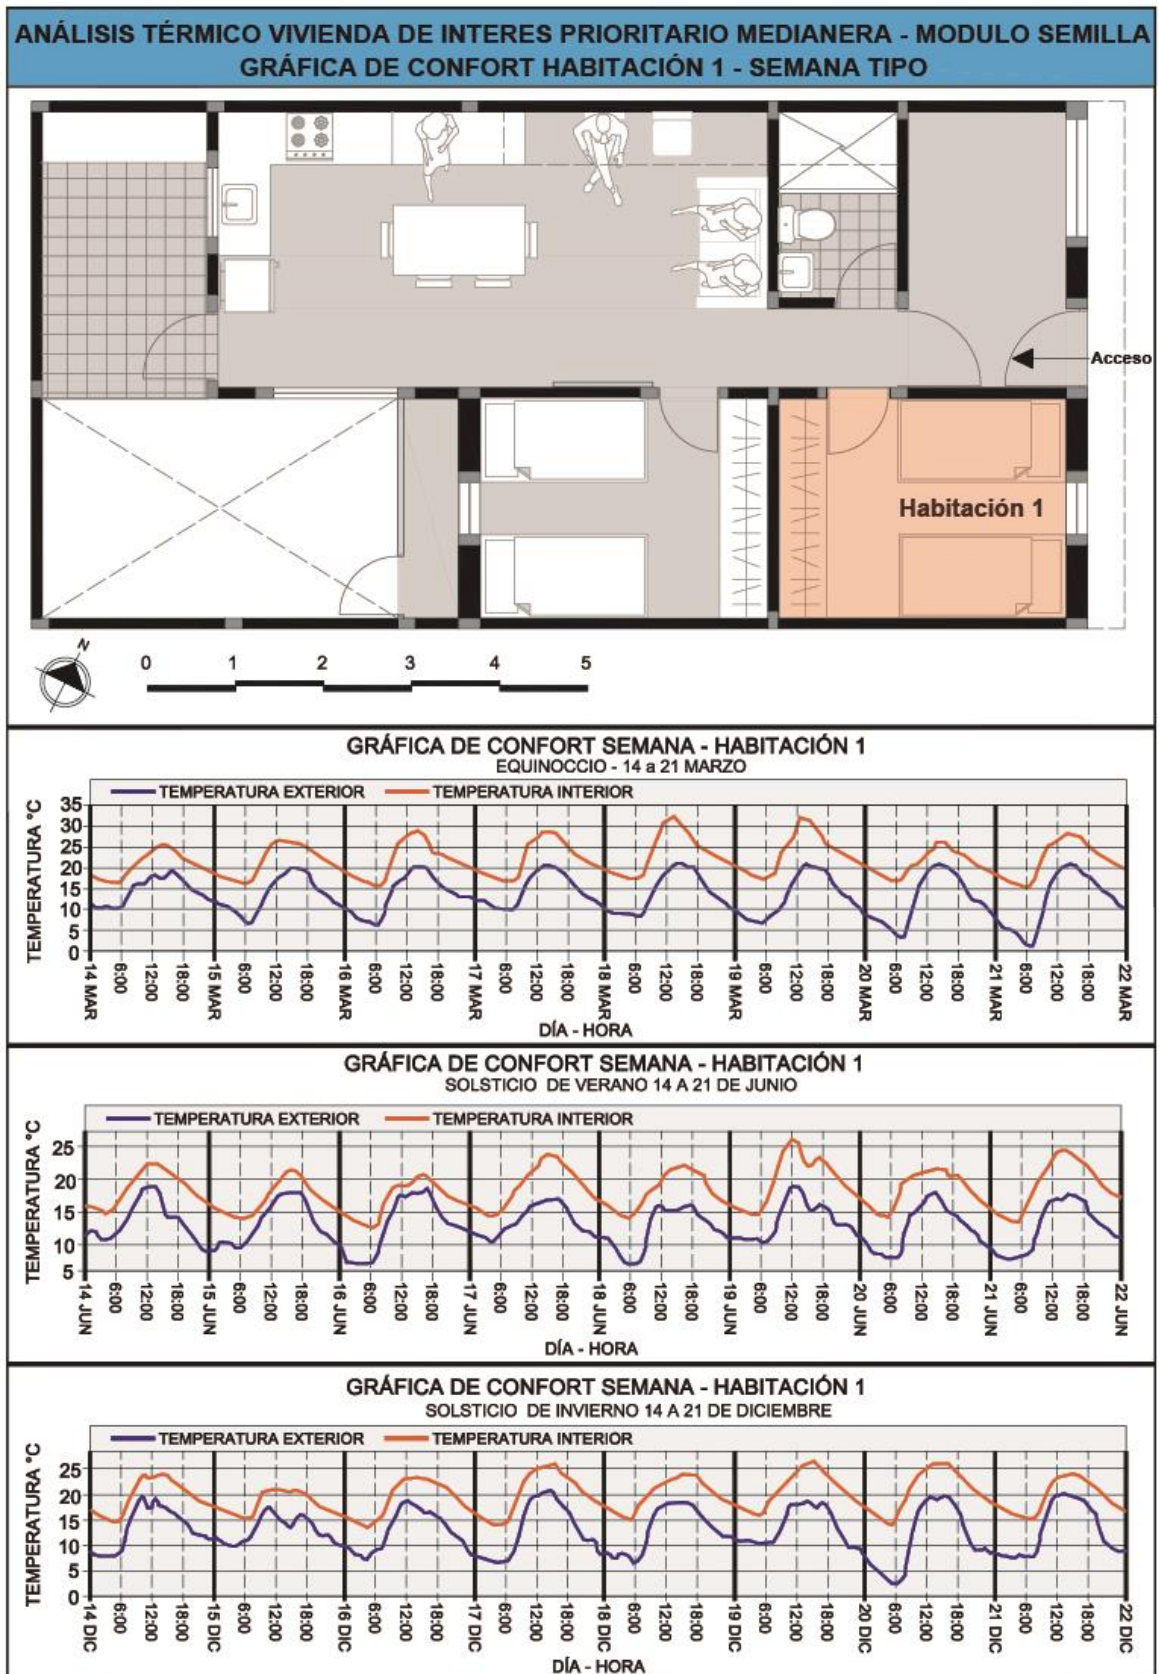 ANÁLISIS TÉRMICO VIVIENDA DE INTERES PRIORITARIO MEDIANERA - MODULO SEMILLA
GRÁFICA DE CONFORT HABITACIÓN 1 - SEMANA TIPO
Acceso
Habitación 1
N
0 1 2 3 4 5
GRÁFICA DE CONFORT SEMANA - HABITACIÓN 1
EQUINOCCIO - 14 a 21 MARZO
TEMPERATURA EXTERIOR TEMPERATURA INTERIOR
TEMPERATURA °C
35
30
25
20
15
10
5
0
14 MAR 6:00 12:00 18:00 15 MAR 6:00 12:00 18:00 16 MAR 6:00 12:00 18:00 17 MAR 6:00 12:00 18:00 18 MAR 6:00 12:00 18:00 19 MAR 6:00 12:00 18:00 20 MAR 6:00 12:00 18:00 21 MAR 6:00 12:00 18:00 22 MAR
DÍA - HORA
GRÁFICA DE CONFORT SEMANA - HABITACIÓN 1
SOLSTICIO DE VERANO 14 A 21 DE JUNIO
TEMPERATURA EXTERIOR TEMPERATURA INTERIOR
TEMPERATURA °C
25
20
15
10
5
14 JUN 6:00 12:00 18:00 15 JUN 6:00 12:00 18:00 16 JUN 6:00 12:00 18:00 17 JUN 6:00 12:00 18:00 18 JUN 6:00 12:00 18:00 19 JUN 6:00 12:00 18:00 20 JUN 6:00 12:00 18:00 21 JUN 6:00 12:00 18:00 22 JUN
DÍA - HORA
GRÁFICA DE CONFORT SEMANA - HABITACIÓN 1
SOLSTICIO DE INVIERNO 14 A 21 DE DICIEMBRE
TEMPERATURA EXTERIOR TEMPERATURA INTERIOR
TEMPERATURA °C
25
20
15
10
5
0
14 DIC 6:00 12:00 18:00 15 DIC 6:00 12:00 18:00 16 DIC 6:00 12:00 18:00 17 DIC 6:00 12:00 18:00 18 DIC 6:00 12:00 18:00 19 DIC 6:00 12:00 18:00 20 DIC 6:00 12:00 18:00 21 DIC 6:00 12:00 18:00 22 DIC
DÍA - HORA